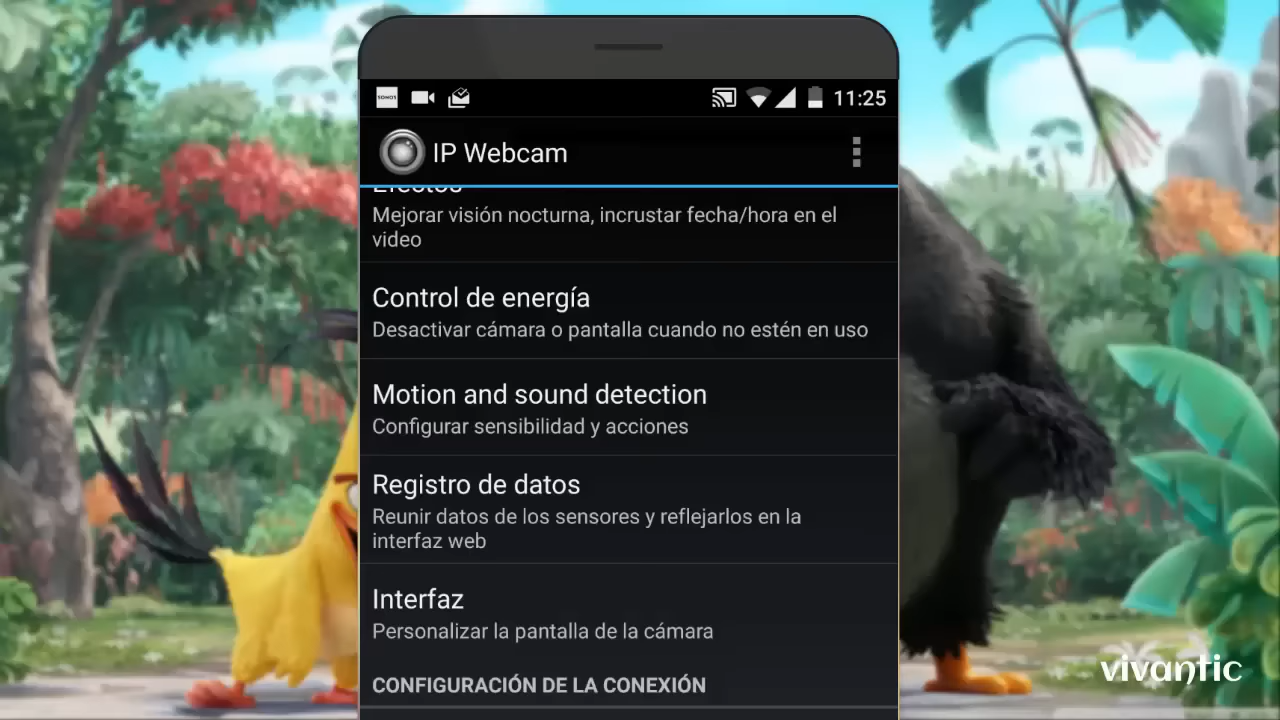 SONOS
11:25
IP Webcam
Efectos
Mejorar visión nocturna, incrustar fecha/hora en el
video
Control de energía
Desactivar cámara o pantalla cuando no estén en uso
Motion and sound detection
Configurar sensibilidad y acciones
Registro de datos
Reunir datos de los sensores y reflejarlos en la
interfaz web
Interfaz
Personalizar la pantalla de la cámara
CONFIGURACIÓN DE LA CONEXIÓN
vivantic